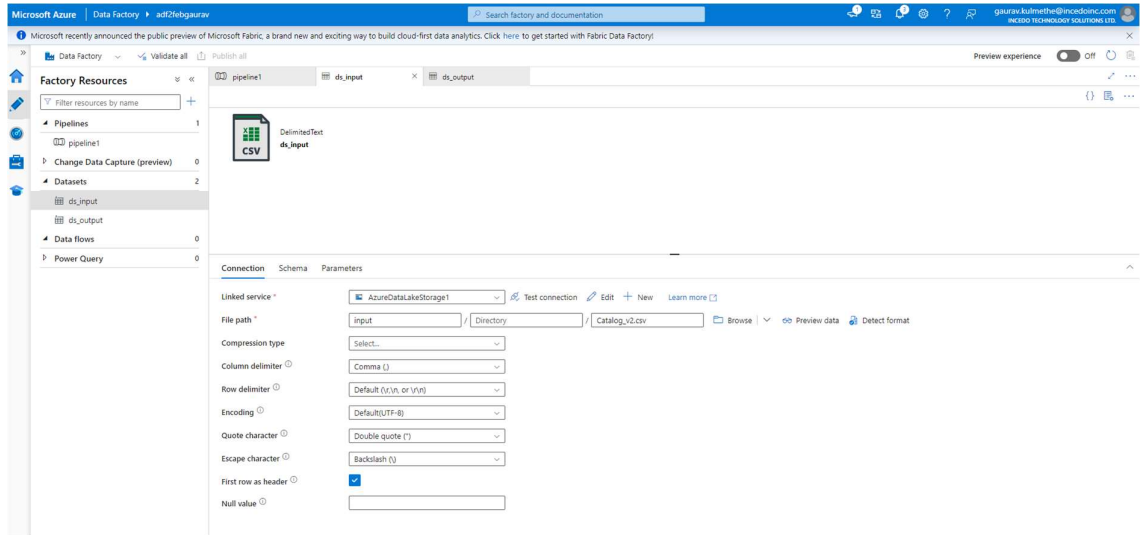 Microsoft Azure | Data Factory ▸ adf2febgaurav
Search factory and documentation
1
2
gaurav.kulmethe@incedoinc.com
INCEDO TECHNOLOGY SOLUTIONS LTD.
Microsoft recently announced the public preview of Microsoft Fabric, a brand new and exciting way to build cloud-first data analytics. Click here to get started with Fabric Data Factory!
Data Factory Validate all Publish all Preview experience Off
Factory Resources
pipeline1 ds_input ds_output
Filter resources by name
Pipelines 1
pipeline1
Change Data Capture (preview) 0
Datasets 2
ds_input
ds_output
Data flows 0
Power Query 0
CSV
DelimitedText
ds_input
Connection Schema Parameters
Linked service * AzureDataLakeStorage1 Test connection Edit New Learn more
File path * input / Directory / Catalog_v2.csv Browse Preview data Detect format
Compression type Select...
Column delimiter Comma (,)
Row delimiter Default (\r,\n, or \r\n)
Encoding Default(UTF-8)
Quote character Double quote (")
Escape character Backslash (\)
First row as header
Null value